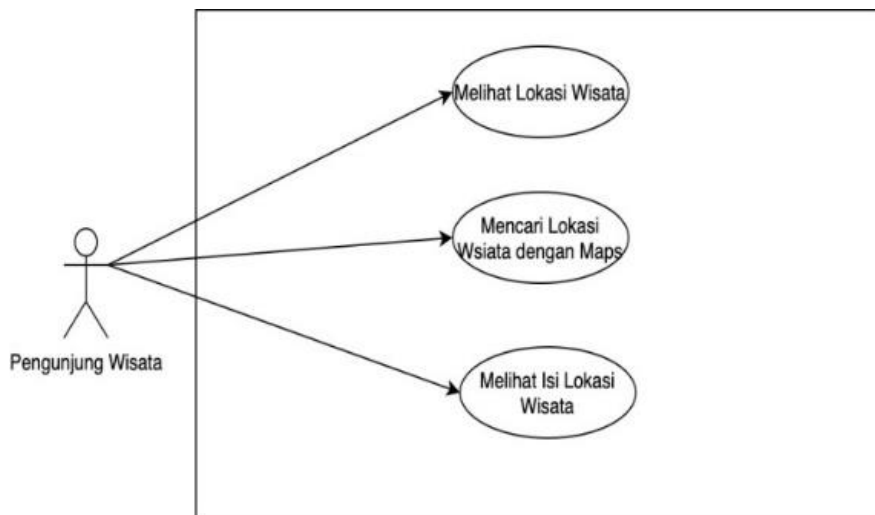 Melihat Lokasi Wisata
Mencari Lokasi
Wsiata dengan Maps
Pengunjung Wisata
Melihat Isi Lokasi
Wisata